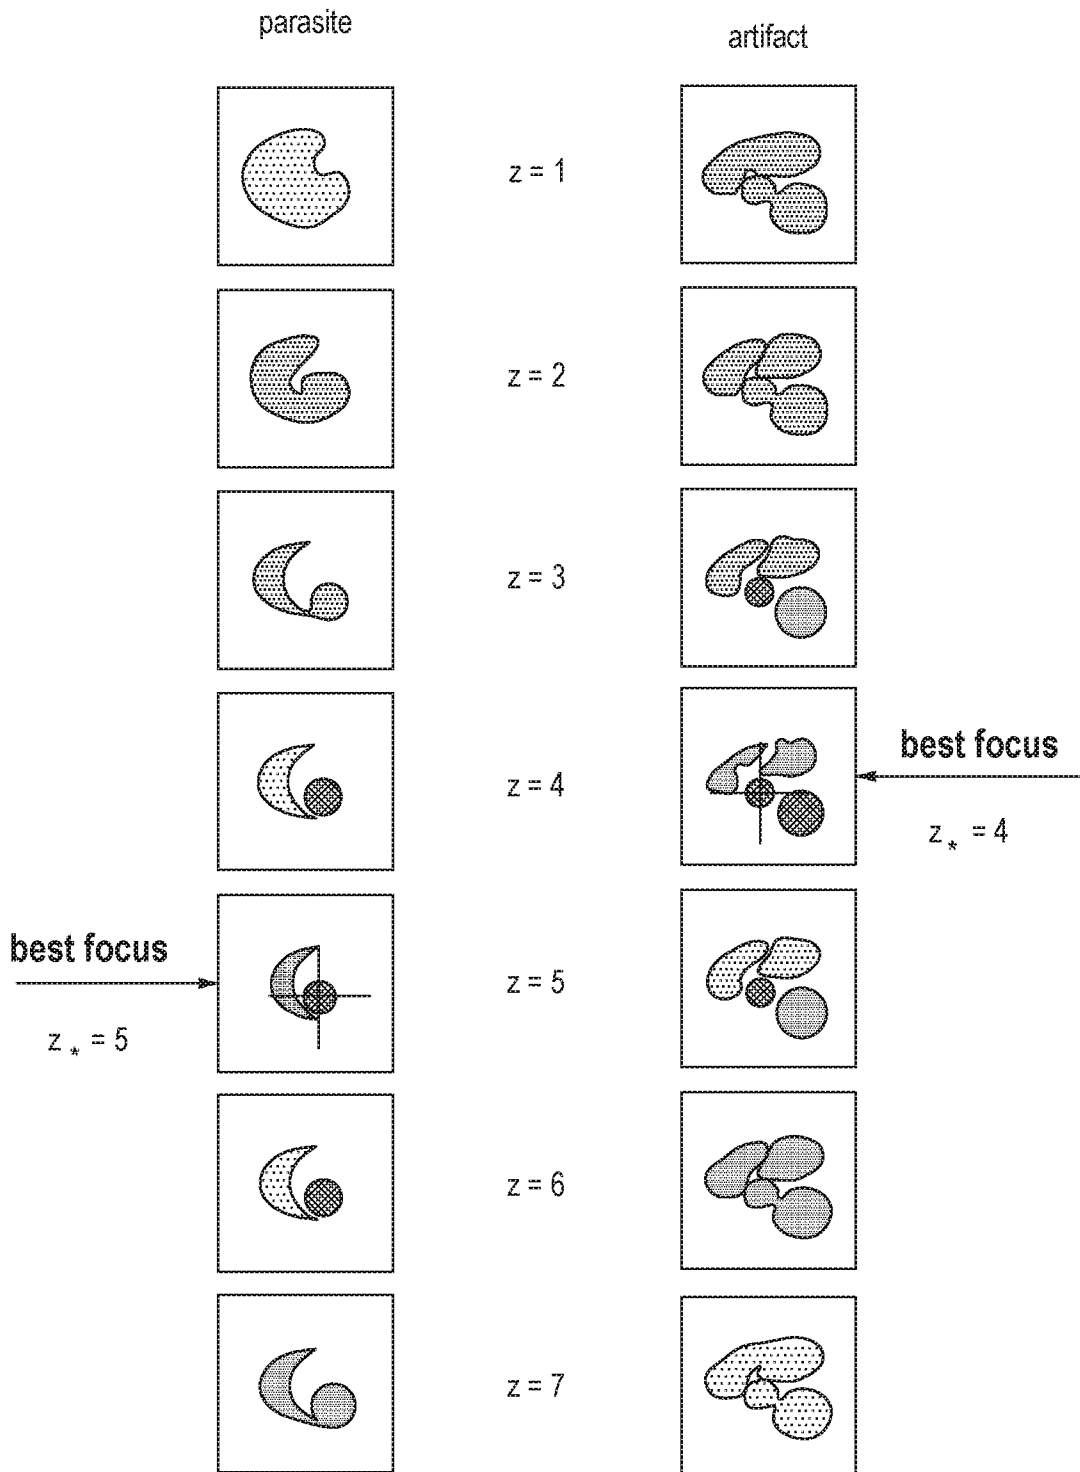 parasite
artifact
z = 1
z = 2
z = 3
z = 4
best focus
z * = 4
best focus
z * = 5
z = 5
z = 6
z = 7